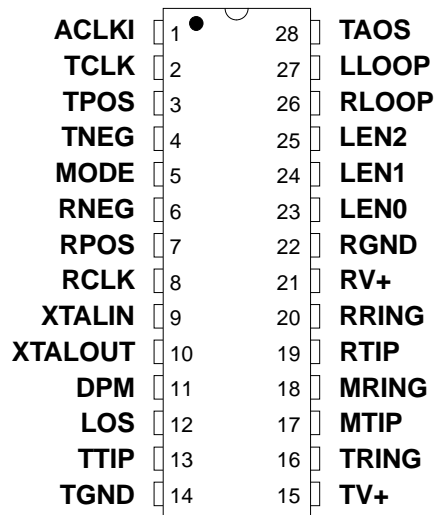 ACLKI 1 28 TAOS
TCLK 2 27 LLOOP
TPOS 3 26 RLOOP
TNEG 4 25 LEN2
MODE 5 24 LEN1
RNEG 6 23 LEN0
RPOS 7 22 RGND
RCLK 8 21 RV+
XTALIN 9 20 RRING
XTALOUT 10 19 RTIP
DPM 11 18 MRING
LOS 12 17 MTIP
TTIP 13 16 TRING
TGND 14 15 TV+